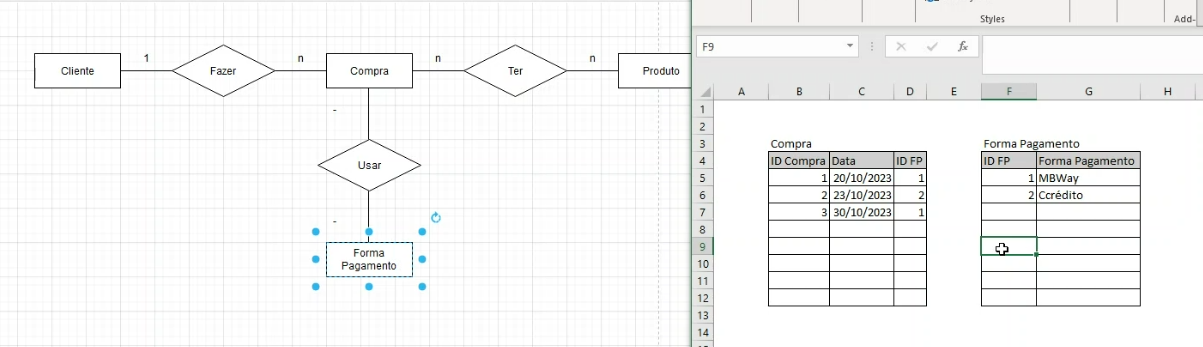 Cliente
1
Fazer
n
Compra
n
Ter
n
Produto
-
Usar
-
Forma
Pagamento
Styles
Add-
F9
fx
A B C D E F G H
1
2
3 Compra Forma Pagamento
4 ID Compra Data ID FP ID FP Forma Pagamento
5 1 20/10/2023 1 1 MBWay
6 2 23/10/2023 2 2 Ccrédito
7 3 30/10/2023 1
8
9
10
11
12
13
14